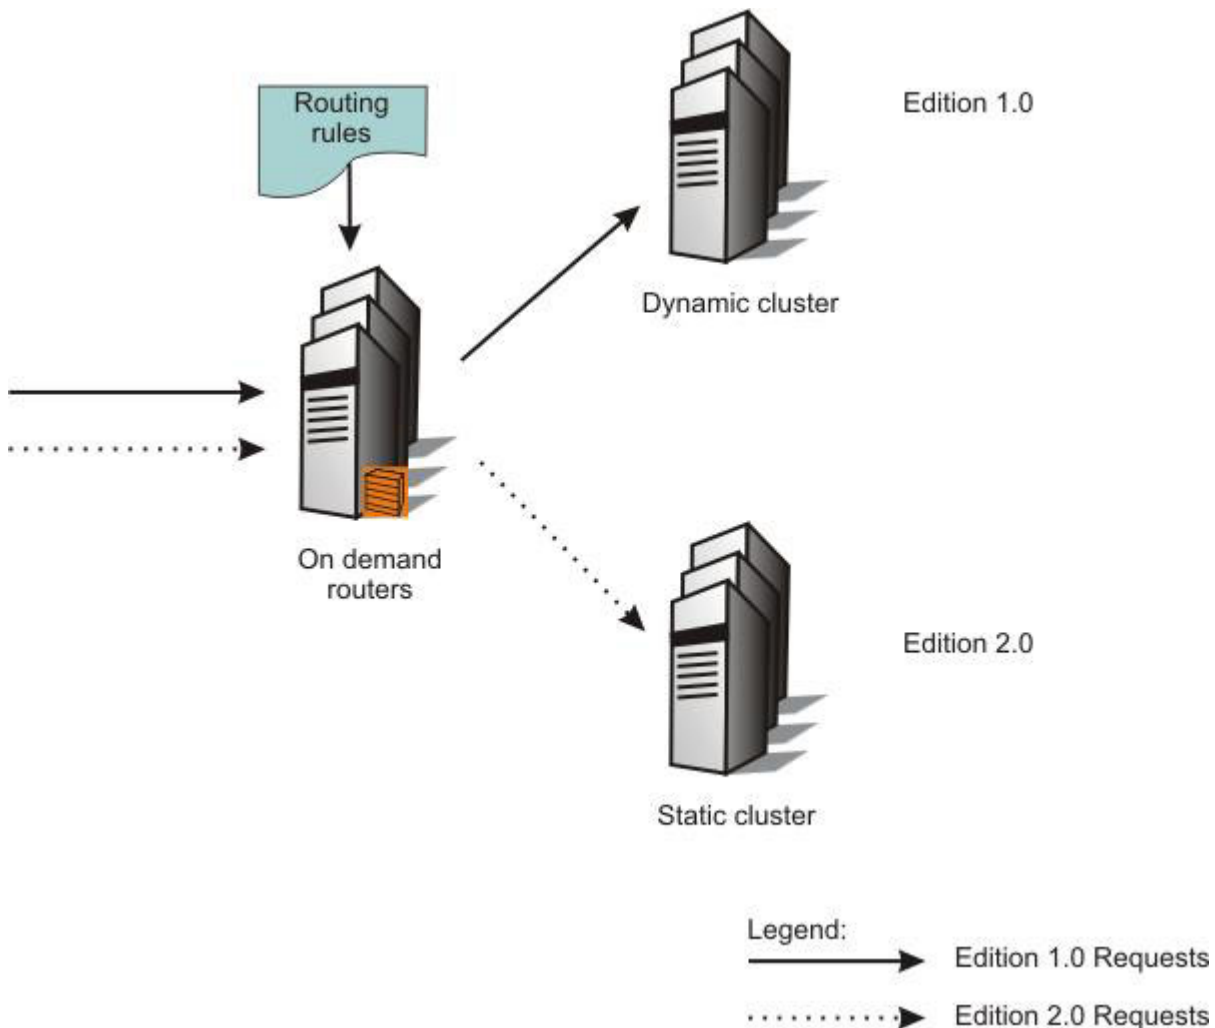 Routing
rules
Edition 1.0
Dynamic cluster
On demand
routers
Edition 2.0
Static cluster
Legend:
Edition 1.0 Requests
Edition 2.0 Requests